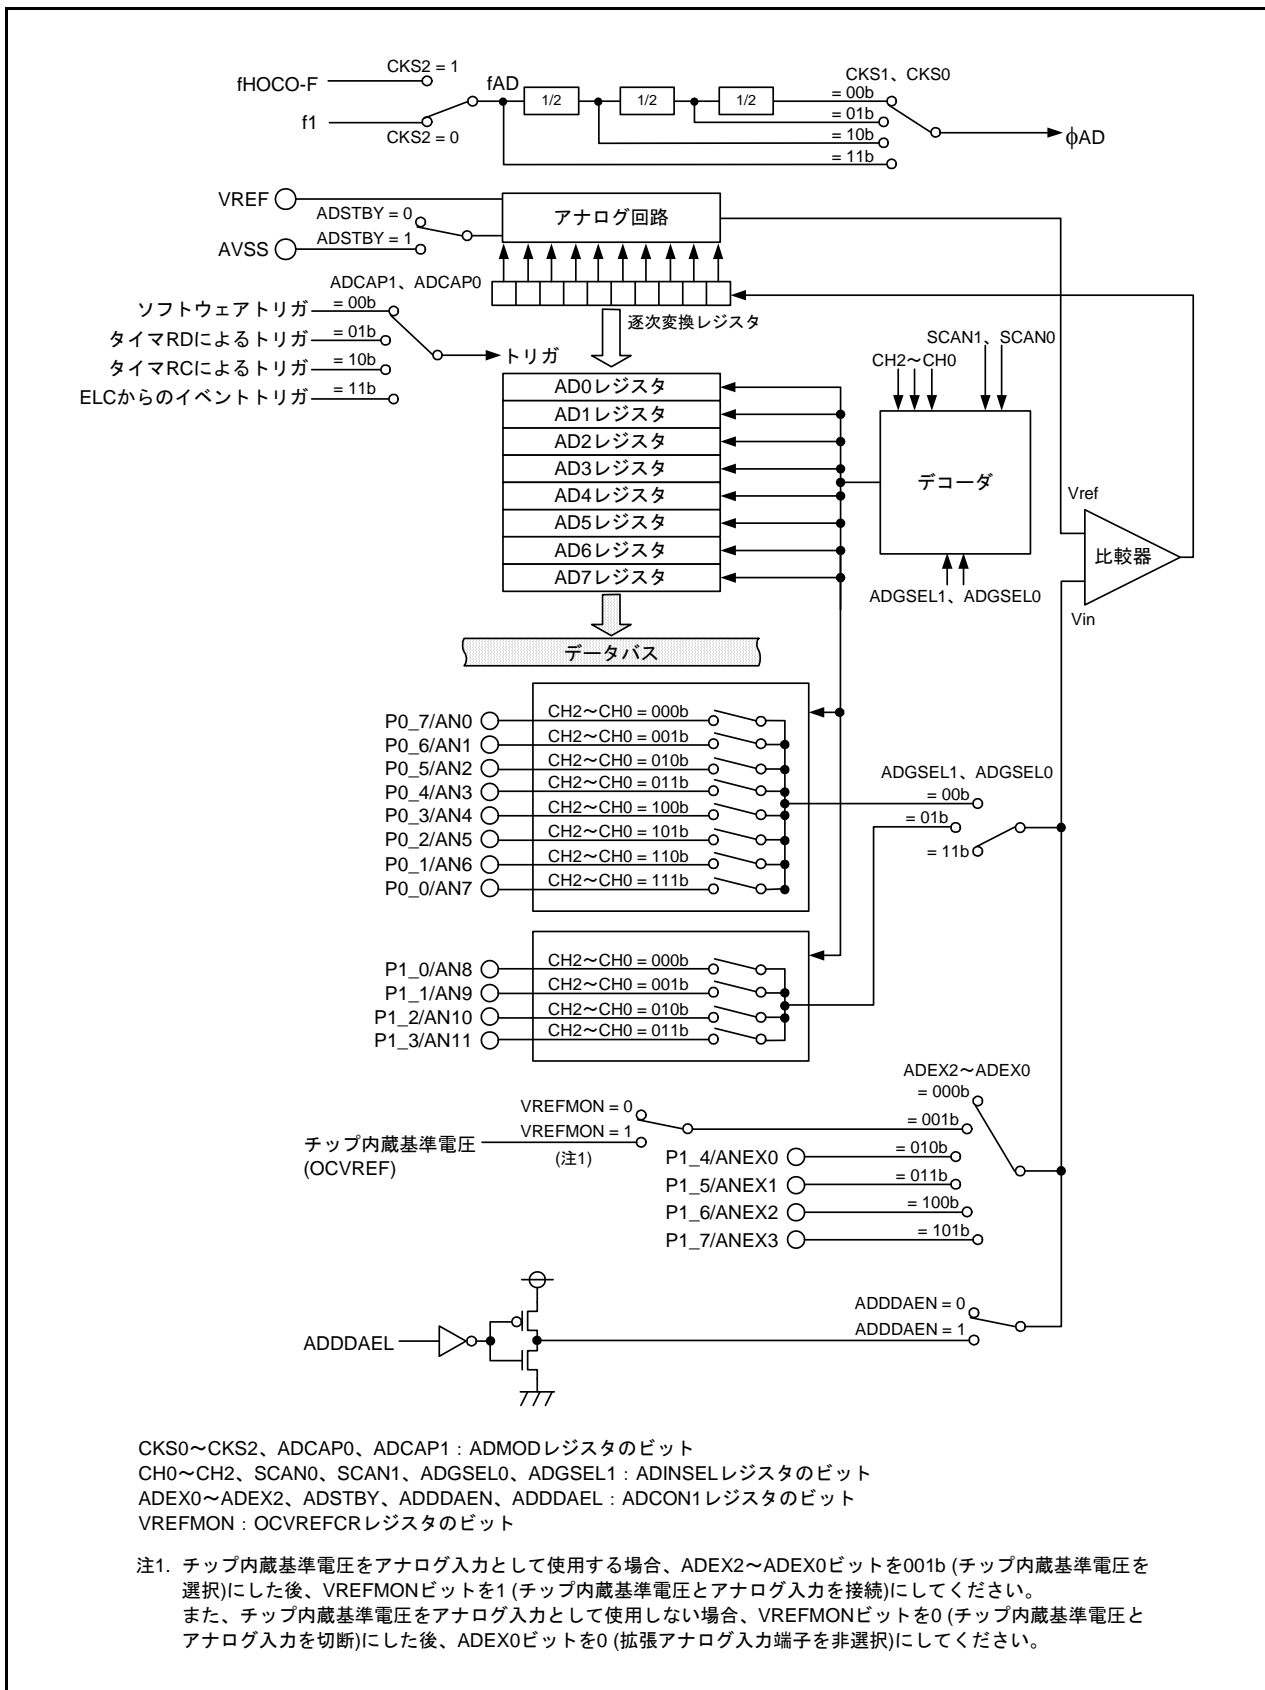 fHOCO-F
CKS2 = 1
f1
CKS2 = 0
fAD
1/2
1/2
1/2
CKS1、CKS0
= 00b
= 01b
= 10b
= 11b
ϕAD
VREF
ADSTBY = 0
AVSS
ADSTBY = 1
アナログ回路
ADCAP1、ADCAP0
ソフトウェアトリガ
= 00b
タイマRDによるトリガ
= 01b
タイマRCによるトリガ
= 10b
ELCからのイベントトリガ
= 11b
トリガ
逐次変換レジスタ
AD0レジスタ
AD1レジスタ
AD2レジスタ
AD3レジスタ
AD4レジスタ
AD5レジスタ
AD6レジスタ
AD7レジスタ
SCAN1、SCAN0
CH2～CH0
デコーダ
ADGSEL1、ADGSEL0
Vref
比較器
Vin
データバス
P0_7/AN0
CH2～CH0 = 000b
P0_6/AN1
CH2～CH0 = 001b
P0_5/AN2
CH2～CH0 = 010b
P0_4/AN3
CH2～CH0 = 011b
P0_3/AN4
CH2～CH0 = 100b
P0_2/AN5
CH2～CH0 = 101b
P0_1/AN6
CH2～CH0 = 110b
P0_0/AN7
CH2～CH0 = 111b
ADGSEL1、ADGSEL0
= 00b
= 01b
= 11b
P1_0/AN8
CH2～CH0 = 000b
P1_1/AN9
CH2～CH0 = 001b
P1_2/AN10
CH2～CH0 = 010b
P1_3/AN11
CH2～CH0 = 011b
ADEX2～ADEX0
= 000b
VREFMON = 0
= 001b
チップ内蔵基準電圧
(OCVREF)
VREFMON = 1
(注1)
P1_4/ANEX0
= 010b
P1_5/ANEX1
= 011b
P1_6/ANEX2
= 100b
P1_7/ANEX3
= 101b
ADDDAEL
ADDDAEN = 0
ADDDAEN = 1
CKS0～CKS2、ADCAP0、ADCAP1 : ADMODレジスタのビット
CH0～CH2、SCAN0、SCAN1、ADGSEL0、ADGSEL1 : ADINSELレジスタのビット
ADEX0～ADEX2、ADSTBY、ADDDAEN、ADDDAEL : ADCON1レジスタのビット
VREFMON : OCVREFCRレジスタのビット
注1. チップ内蔵基準電圧をアナログ入力として使用する場合、ADEX2～ADEX0ビットを001b (チップ内蔵基準電圧を
選択)にした後、VREFMONビットを1 (チップ内蔵基準電圧とアナログ入力を接続)にしてください。
また、チップ内蔵基準電圧をアナログ入力として使用しない場合、VREFMONビットを0 (チップ内蔵基準電圧と
アナログ入力を切断)にした後、ADEX0ビットを0 (拡張アナログ入力端子を非選択)にしてください。